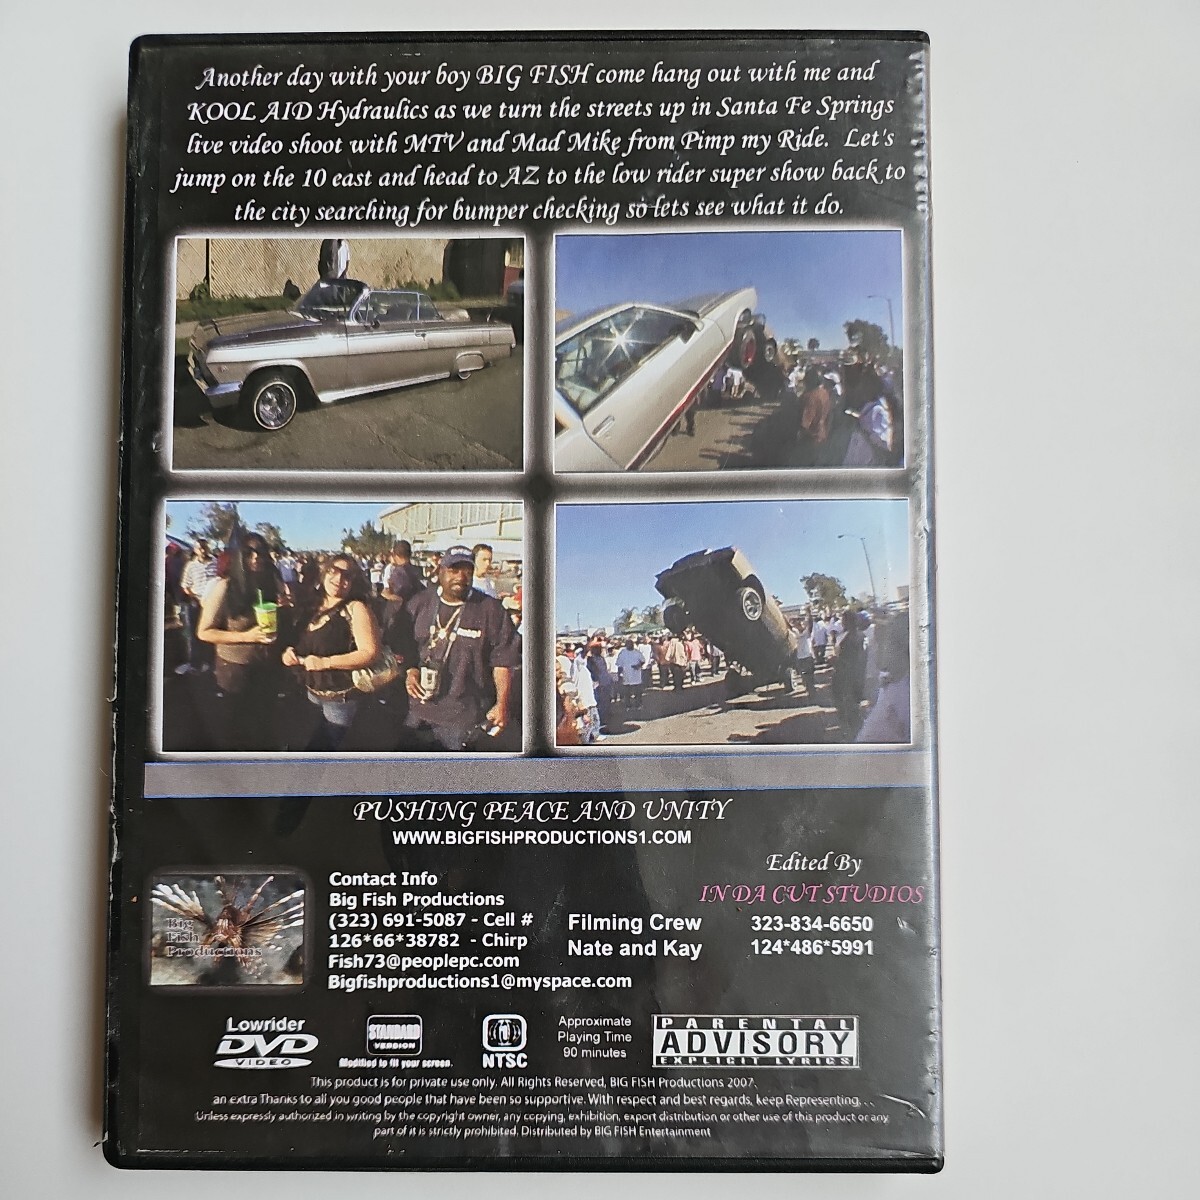 Another day with your boy BIG FISH come hang out with me and
KOOL AID Hydraulics as we turn the streets up in Santa Fe Springs
live video shoot with MTV and Mad Mike from Pimp my Ride. Let's
jump on the 10 east and head to AZ to the low rider super show back to
the city searching for bumper checking so lets see what it do.
PUSHING PEACE AND UNITY
WWW.BIGFISHPRODUCTIONS1.COM
Big
Fish
Productions
Contact Info
Big Fish Productions
(323) 691-5087 - Cell #
126*66*38782 - Chirp
Fish73@peoplepc.com
Bigfishproductions1@myspace.com
Filming Crew
Nate and Kay
Edited By
IN DA CUT STUDIOS
323-834-6650
124*486*5991
Lowrider
DVD
VIDEO
STANDARD
VERSION
Modified to fit your screen.
NTSC
Approximate
Playing Time
90 minutes
PARENTAL
ADVISORY
EXPLICIT LYRICS
This product is for private use only. All Rights Reserved, BIG FISH Productions 2007.
an extra Thanks to all you good people that have been so supportive. With respect and best regards, keep Representing. . .
Unless expressly authorized in writing by the copyright owner, any copying, exhibition, export distribution or other use of this product or any
part of it is strictly prohibited. Distributed by BIG FISH Entertainment